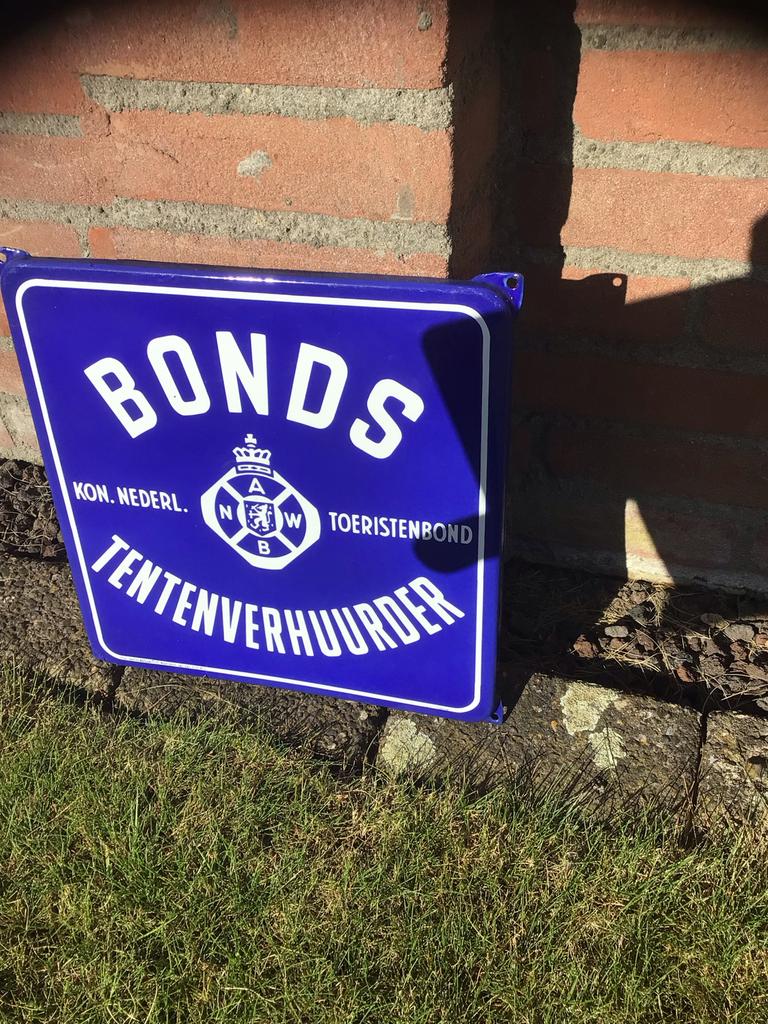 BONDS
KON. NEDERL.
A
N W
B
TOERISTENBOND
TENTENVERHUURDER